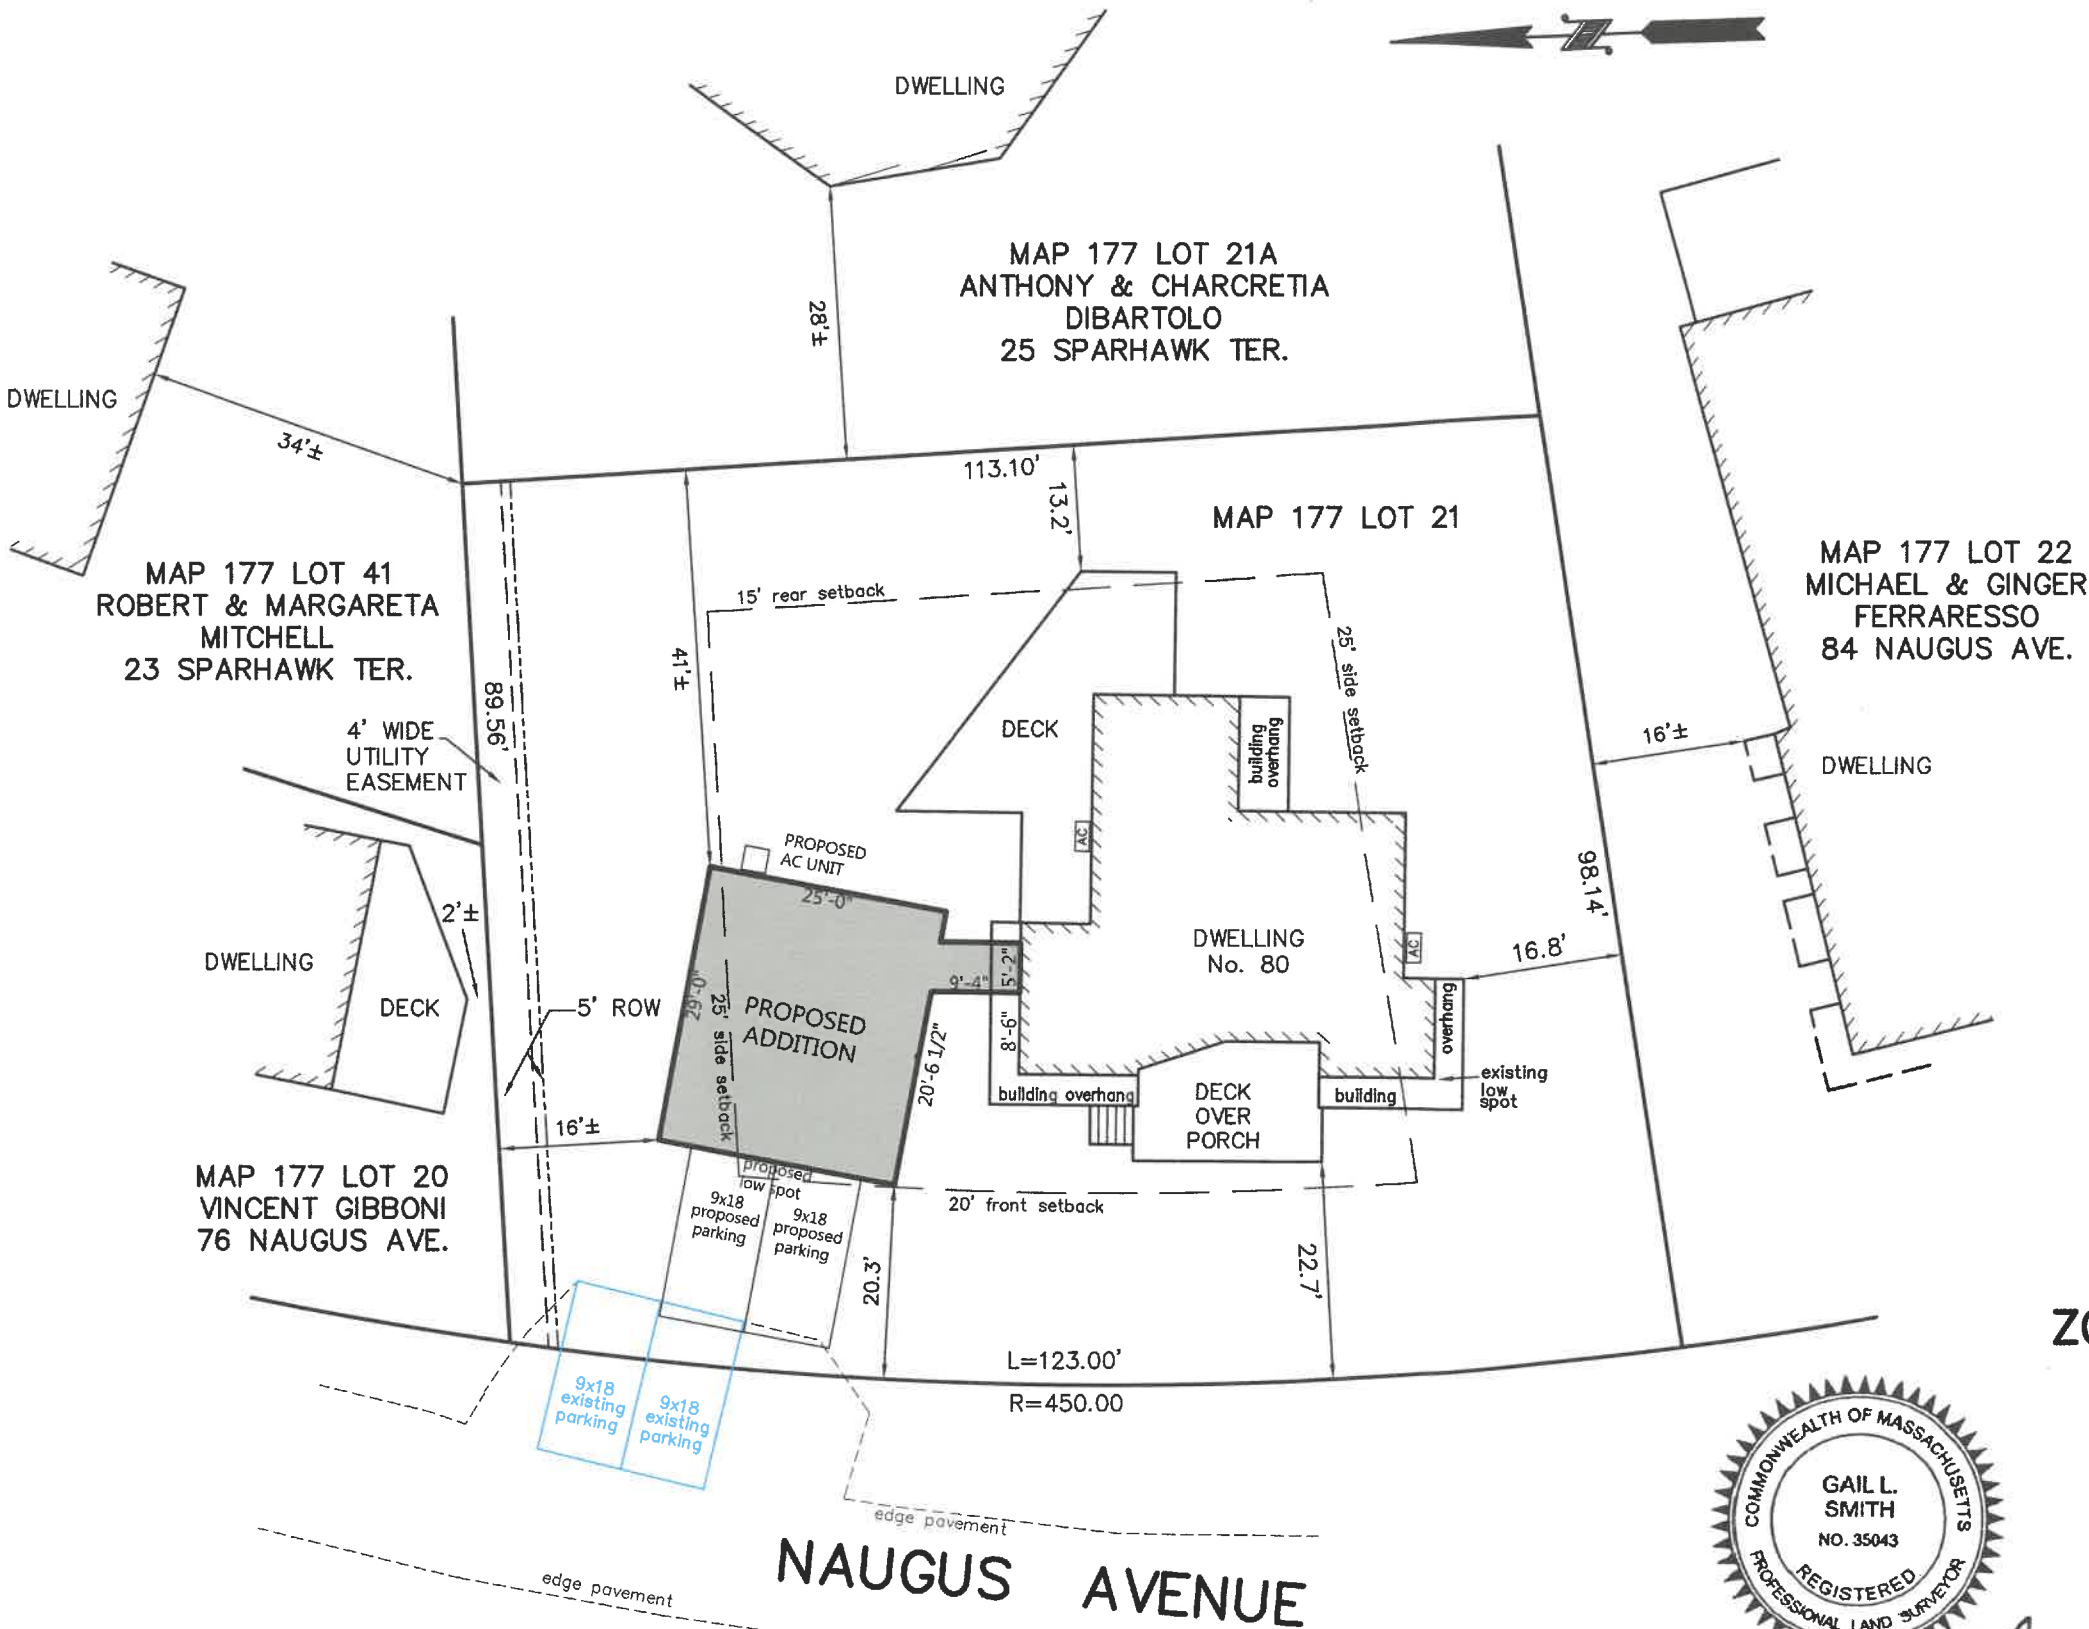 DWELLING
MAP 177 LOT 21A
ANTHONY & CHARCRETIA
DIBARTOLO
25 SPARHAWK TER.
28'±
DWELLING
34'±
113.10'
13.2'
MAP 177 LOT 21
MAP 177 LOT 41
ROBERT & MARGARETA
MITCHELL
23 SPARHAWK TER.
MAP 177 LOT 22
MICHAEL & GINGER
FERRARESSO
84 NAUGUS AVE.
15' rear setback
25' side setback
41'±
89.56'
4' WIDE
UTILITY
EASEMENT
DECK
building
overhang
16'±
DWELLING
PROPOSED
AC UNIT
AC
25'-0"
98.14'
2'±
DWELLING
DECK
5' ROW
29'-0"
25' side setback
PROPOSED
ADDITION
9'-4"
5'-2"
8'-9"
20'-6 1/2"
DWELLING
No. 80
AC
16.8'
overhang
existing
low
spot
building overhang
DECK
OVER
PORCH
building
16'±
MAP 177 LOT 20
VINCENT GIBBONI
76 NAUGUS AVE.
proposed
low spot
9x18
proposed
parking
9x18
proposed
parking
20' front setback
20.3'
22.7'
L=123.00'
R=450.00
9x18
existing
parking
9x18
existing
parking
edge pavement
edge pavement
NAUGUS AVENUE
COMMONWEALTH OF MASSACHUSETTS
GAIL L.
SMITH
NO. 35043
REGISTERED
PROFESSIONAL LAND SURVEYOR